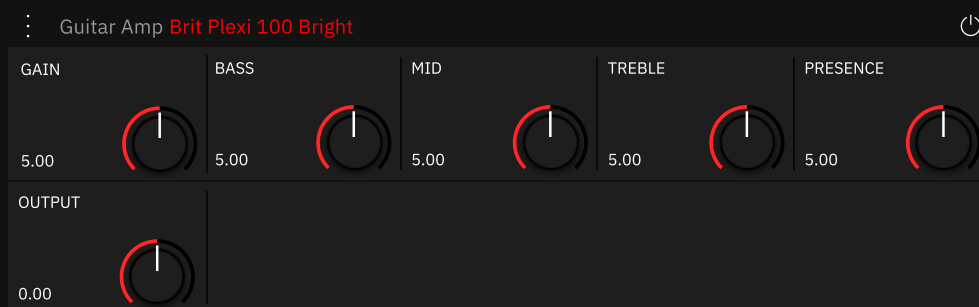 Guitar Amp Brit Plexi 100 Bright
GAIN BASS MID TREBLE PRESENCE
5.00 5.00 5.00 5.00 5.00
OUTPUT
0.00